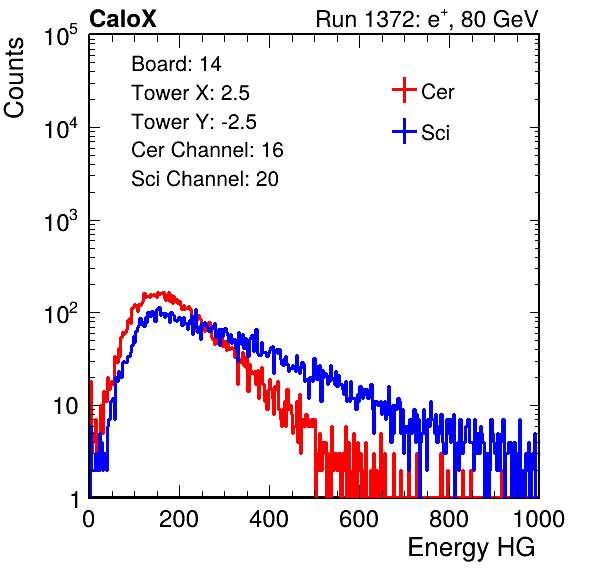 CaloX Run 1372: e⁺, 80 GeV
Counts
Board: 14
Tower X: 2.5
Tower Y: -2.5
Cer Channel: 16
Sci Channel: 20
Cer
Sci
10⁵
10⁴
10³
10²
10
1
0 200 400 600 800 1000
Energy HG